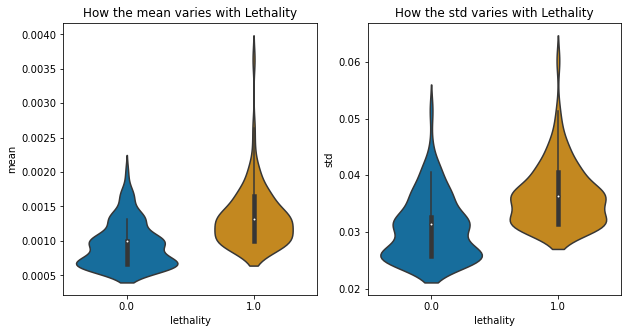 How the mean varies with Lethality
0.0040
0.0035
0.0030
0.0025
0.0020
0.0015
0.0010
0.0005
mean
0.0
1.0
lethality
How the std varies with Lethality
0.06
0.05
0.04
0.03
0.02
std
0.0
1.0
lethality